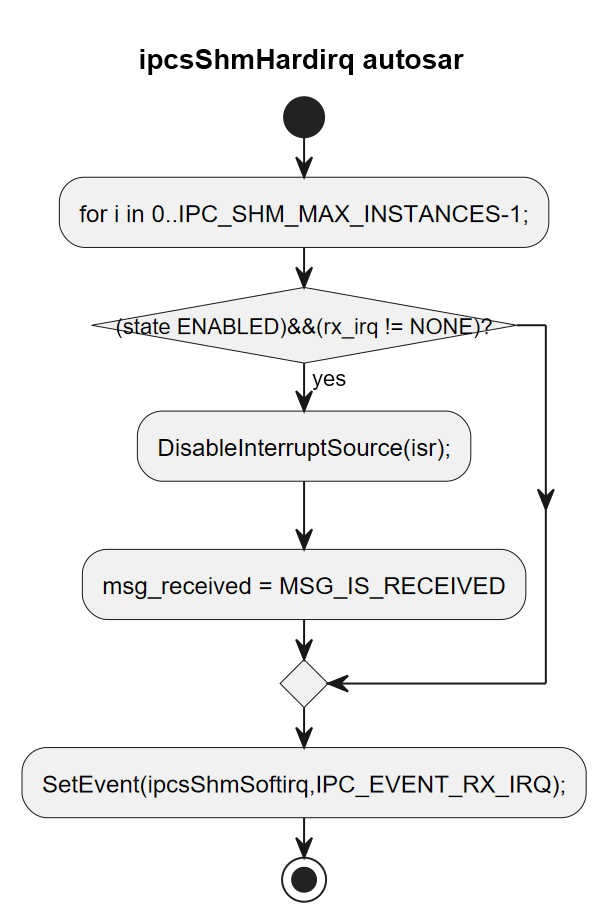 ipcsShmHardirq autosar
for i in 0..IPC_SHM_MAX_INSTANCES-1;
(state ENABLED)&&(rx_irq != NONE)?
yes
DisableInterruptSource(isr);
msg_received = MSG_IS_RECEIVED
SetEvent(ipcsShmSoftirq,IPC_EVENT_RX_IRQ);